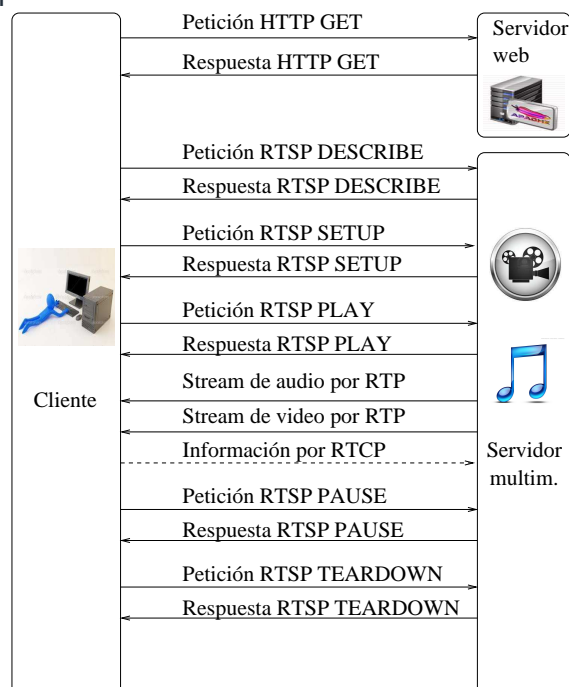 Petición HTTP GET
Servidor
web
Respuesta HTTP GET
APACHE
Petición RTSP DESCRIBE
Respuesta RTSP DESCRIBE
Petición RTSP SETUP
Respuesta RTSP SETUP
Petición RTSP PLAY
Respuesta RTSP PLAY
Stream de audio por RTP
Cliente
Stream de video por RTP
Información por RTCP
Servidor
multim.
Petición RTSP PAUSE
Respuesta RTSP PAUSE
Petición RTSP TEARDOWN
Respuesta RTSP TEARDOWN